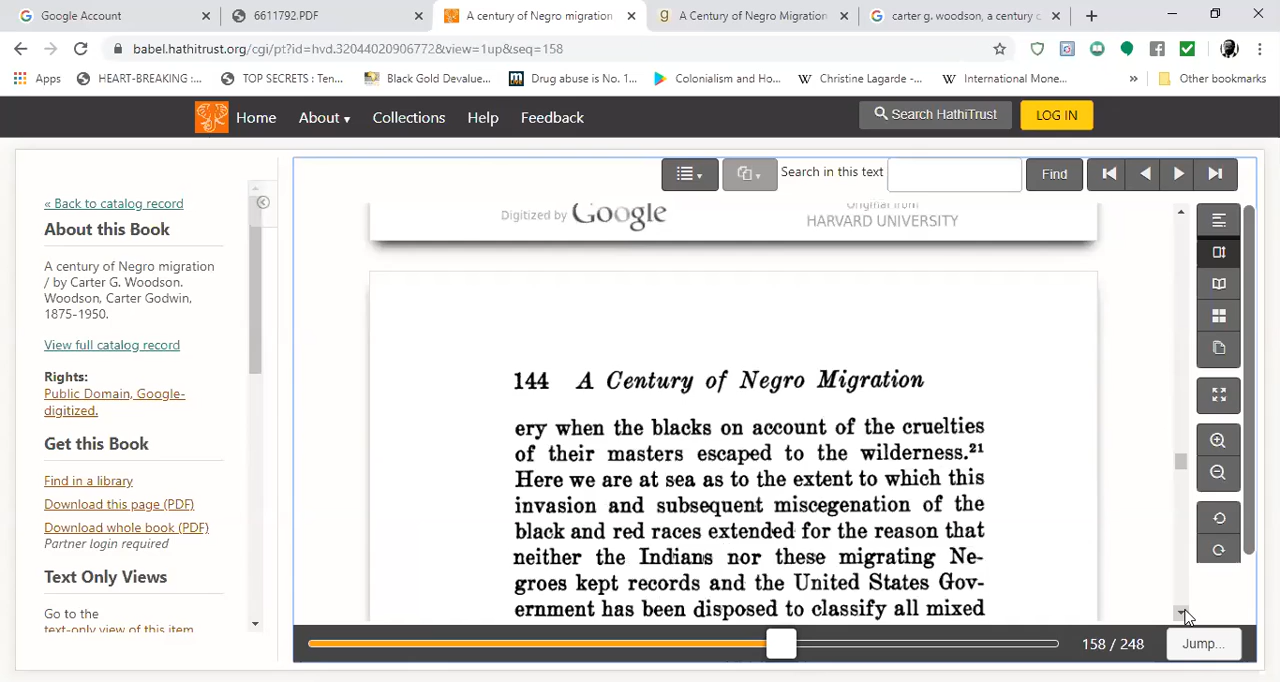 Google Account
6611792.PDF
A century of Negro migration
A Century of Negro Migration
carter g. woodson, a century c
babel.hathitrust.org/cgi/pt?id=hvd.32044020906772&view=1up&seq=158
Apps
HEART-BREAKING :...
TOP SECRETS : Ten...
Black Gold Devalue...
Drug abuse is No. 1...
Colonialism and Ho...
Christine Lagarde -...
International Mone...
»
Other bookmarks
Home
About ▾
Collections
Help
Feedback
Search HathiTrust
LOG IN
Search in this text
Find
« Back to catalog record
About this Book
A century of Negro migration
/ by Carter G. Woodson.
Woodson, Carter Godwin,
1875-1950.
View full catalog record
Rights:
Public Domain, Google-
digitized.
Get this Book
Find in a library
Download this page (PDF)
Download whole book (PDF)
Partner login required
Text Only Views
Go to the
text-only view of this item
Digitized by Google
Original from
HARVARD UNIVERSITY
144 A Century of Negro Migration
ery when the blacks on account of the cruelties
of their masters escaped to the wilderness.²¹
Here we are at sea as to the extent to which this
invasion and subsequent miscegenation of the
black and red races extended for the reason that
neither the Indians nor these migrating Ne-
groes kept records and the United States Gov-
ernment has been disposed to classify all mixed
158 / 248
Jump...